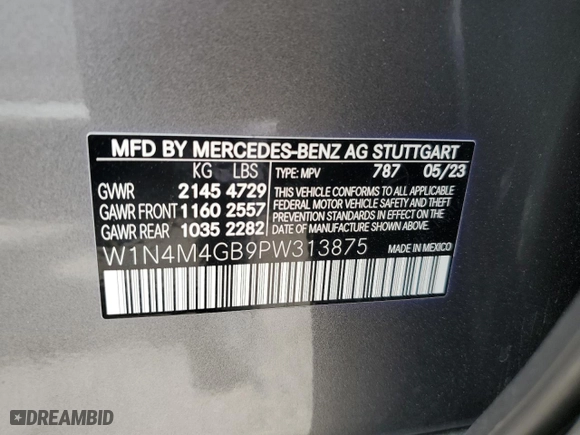 MFD BY MERCEDES-BENZ AG STUTTGART
KG LBS TYPE: MPV 787 05/23
GVWR 2145 4729
GAWR FRONT 1160 2557
GAWR REAR 1035 2282
THIS VEHICLE CONFORMS TO ALL APPLICABLE
FEDERAL MOTOR VEHICLE SAFETY AND THEFT
PREVENTION STANDARDS IN EFFECT ON THE
DATE OF MANUFACTURE SHOWN ABOVE.
W1N4M4GB9PW313875 MADE IN MEXICO
DREAMBID